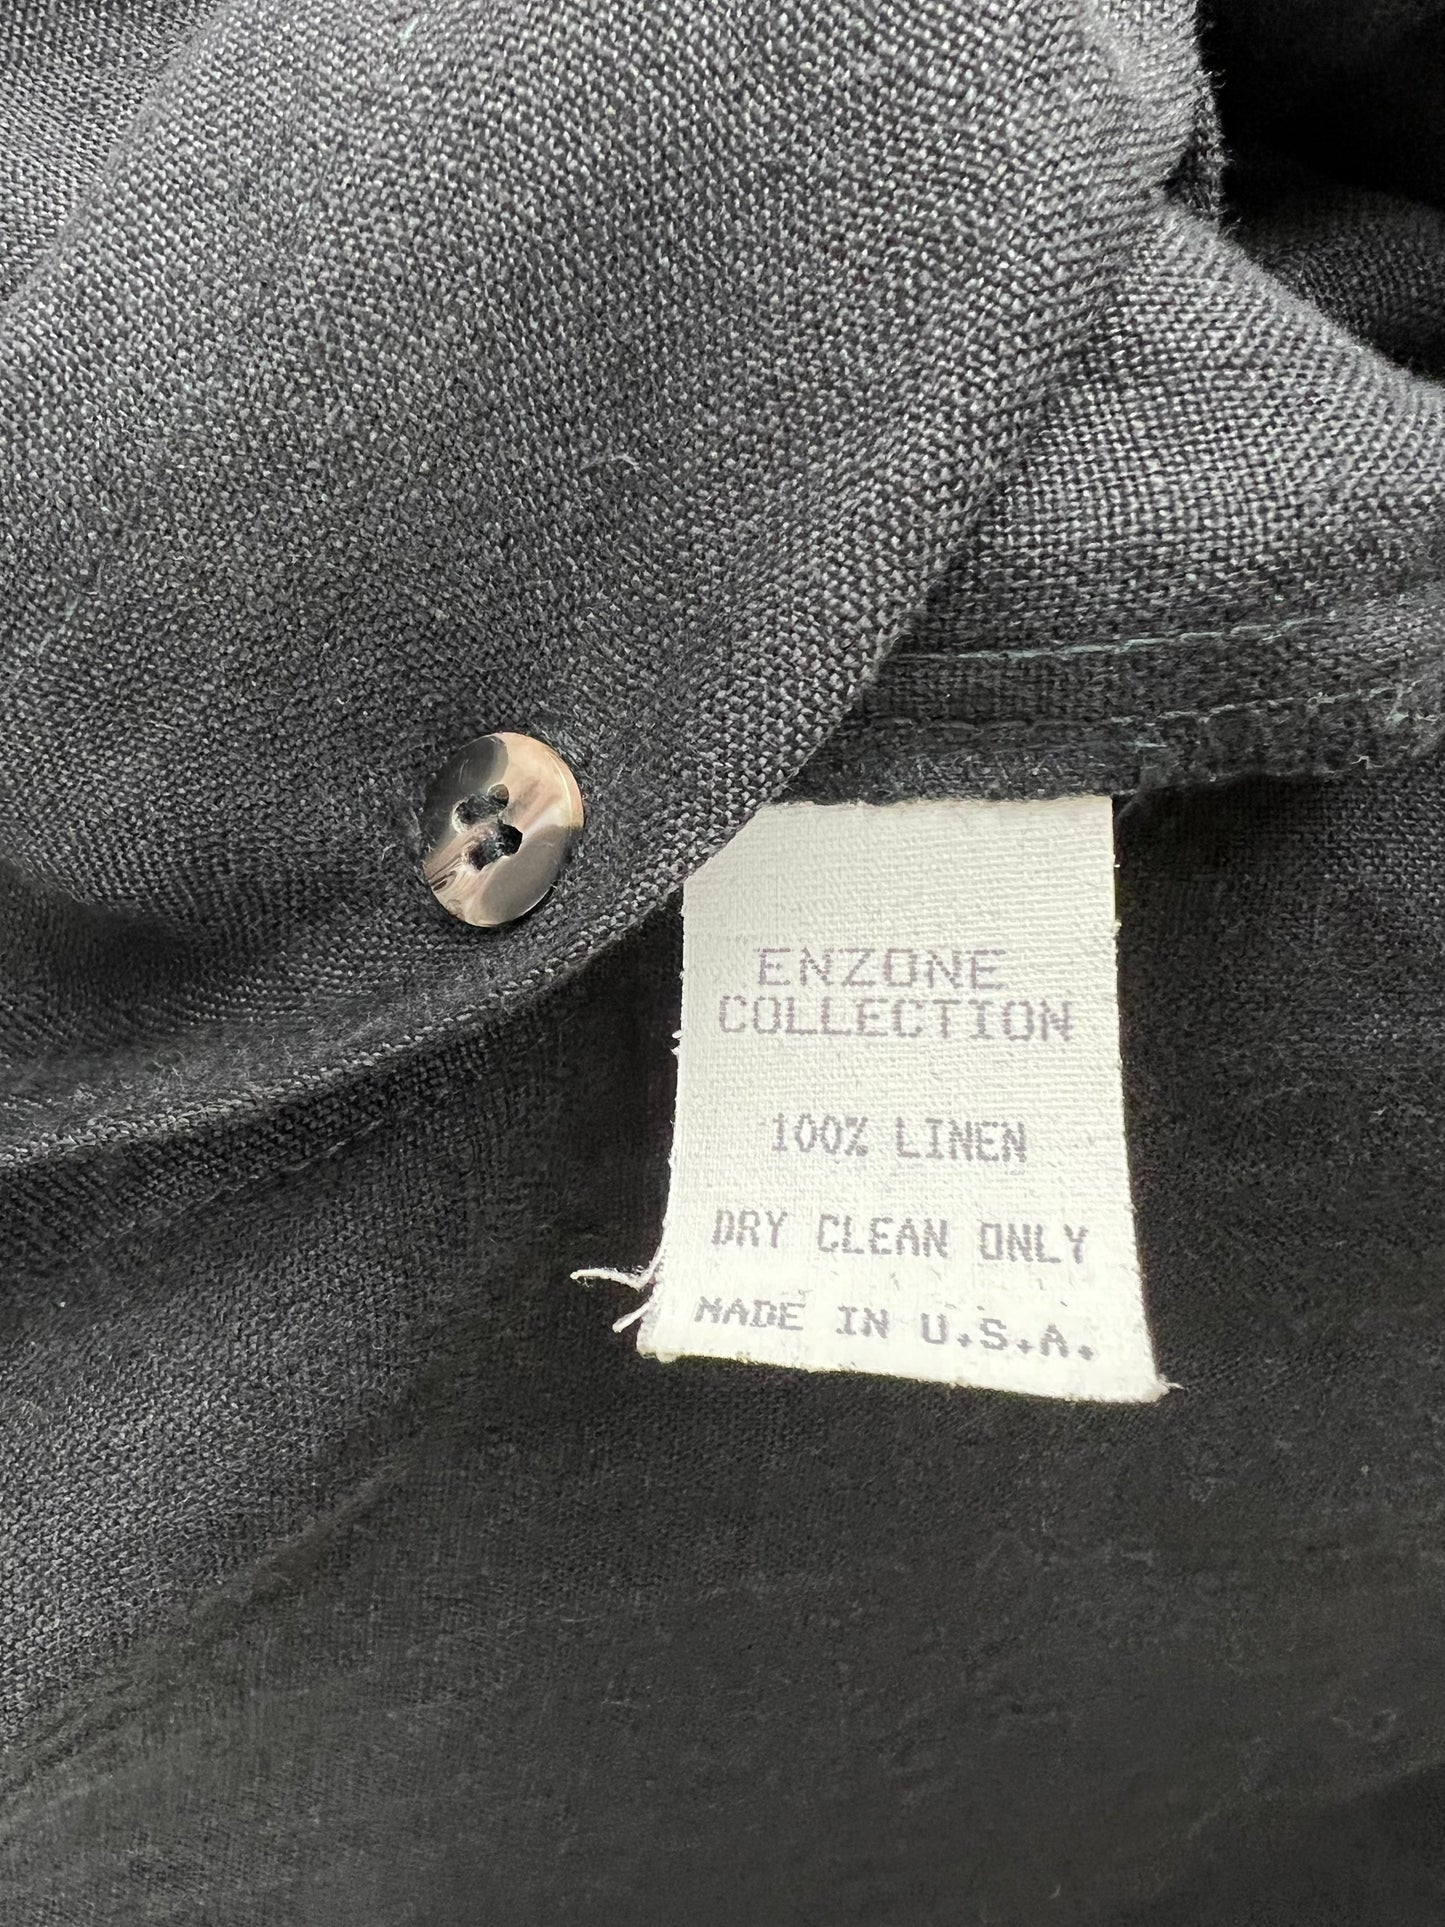 ENZONE
COLLECTION
100% LINEN
DRY CLEAN ONLY
MADE IN U.S.A.